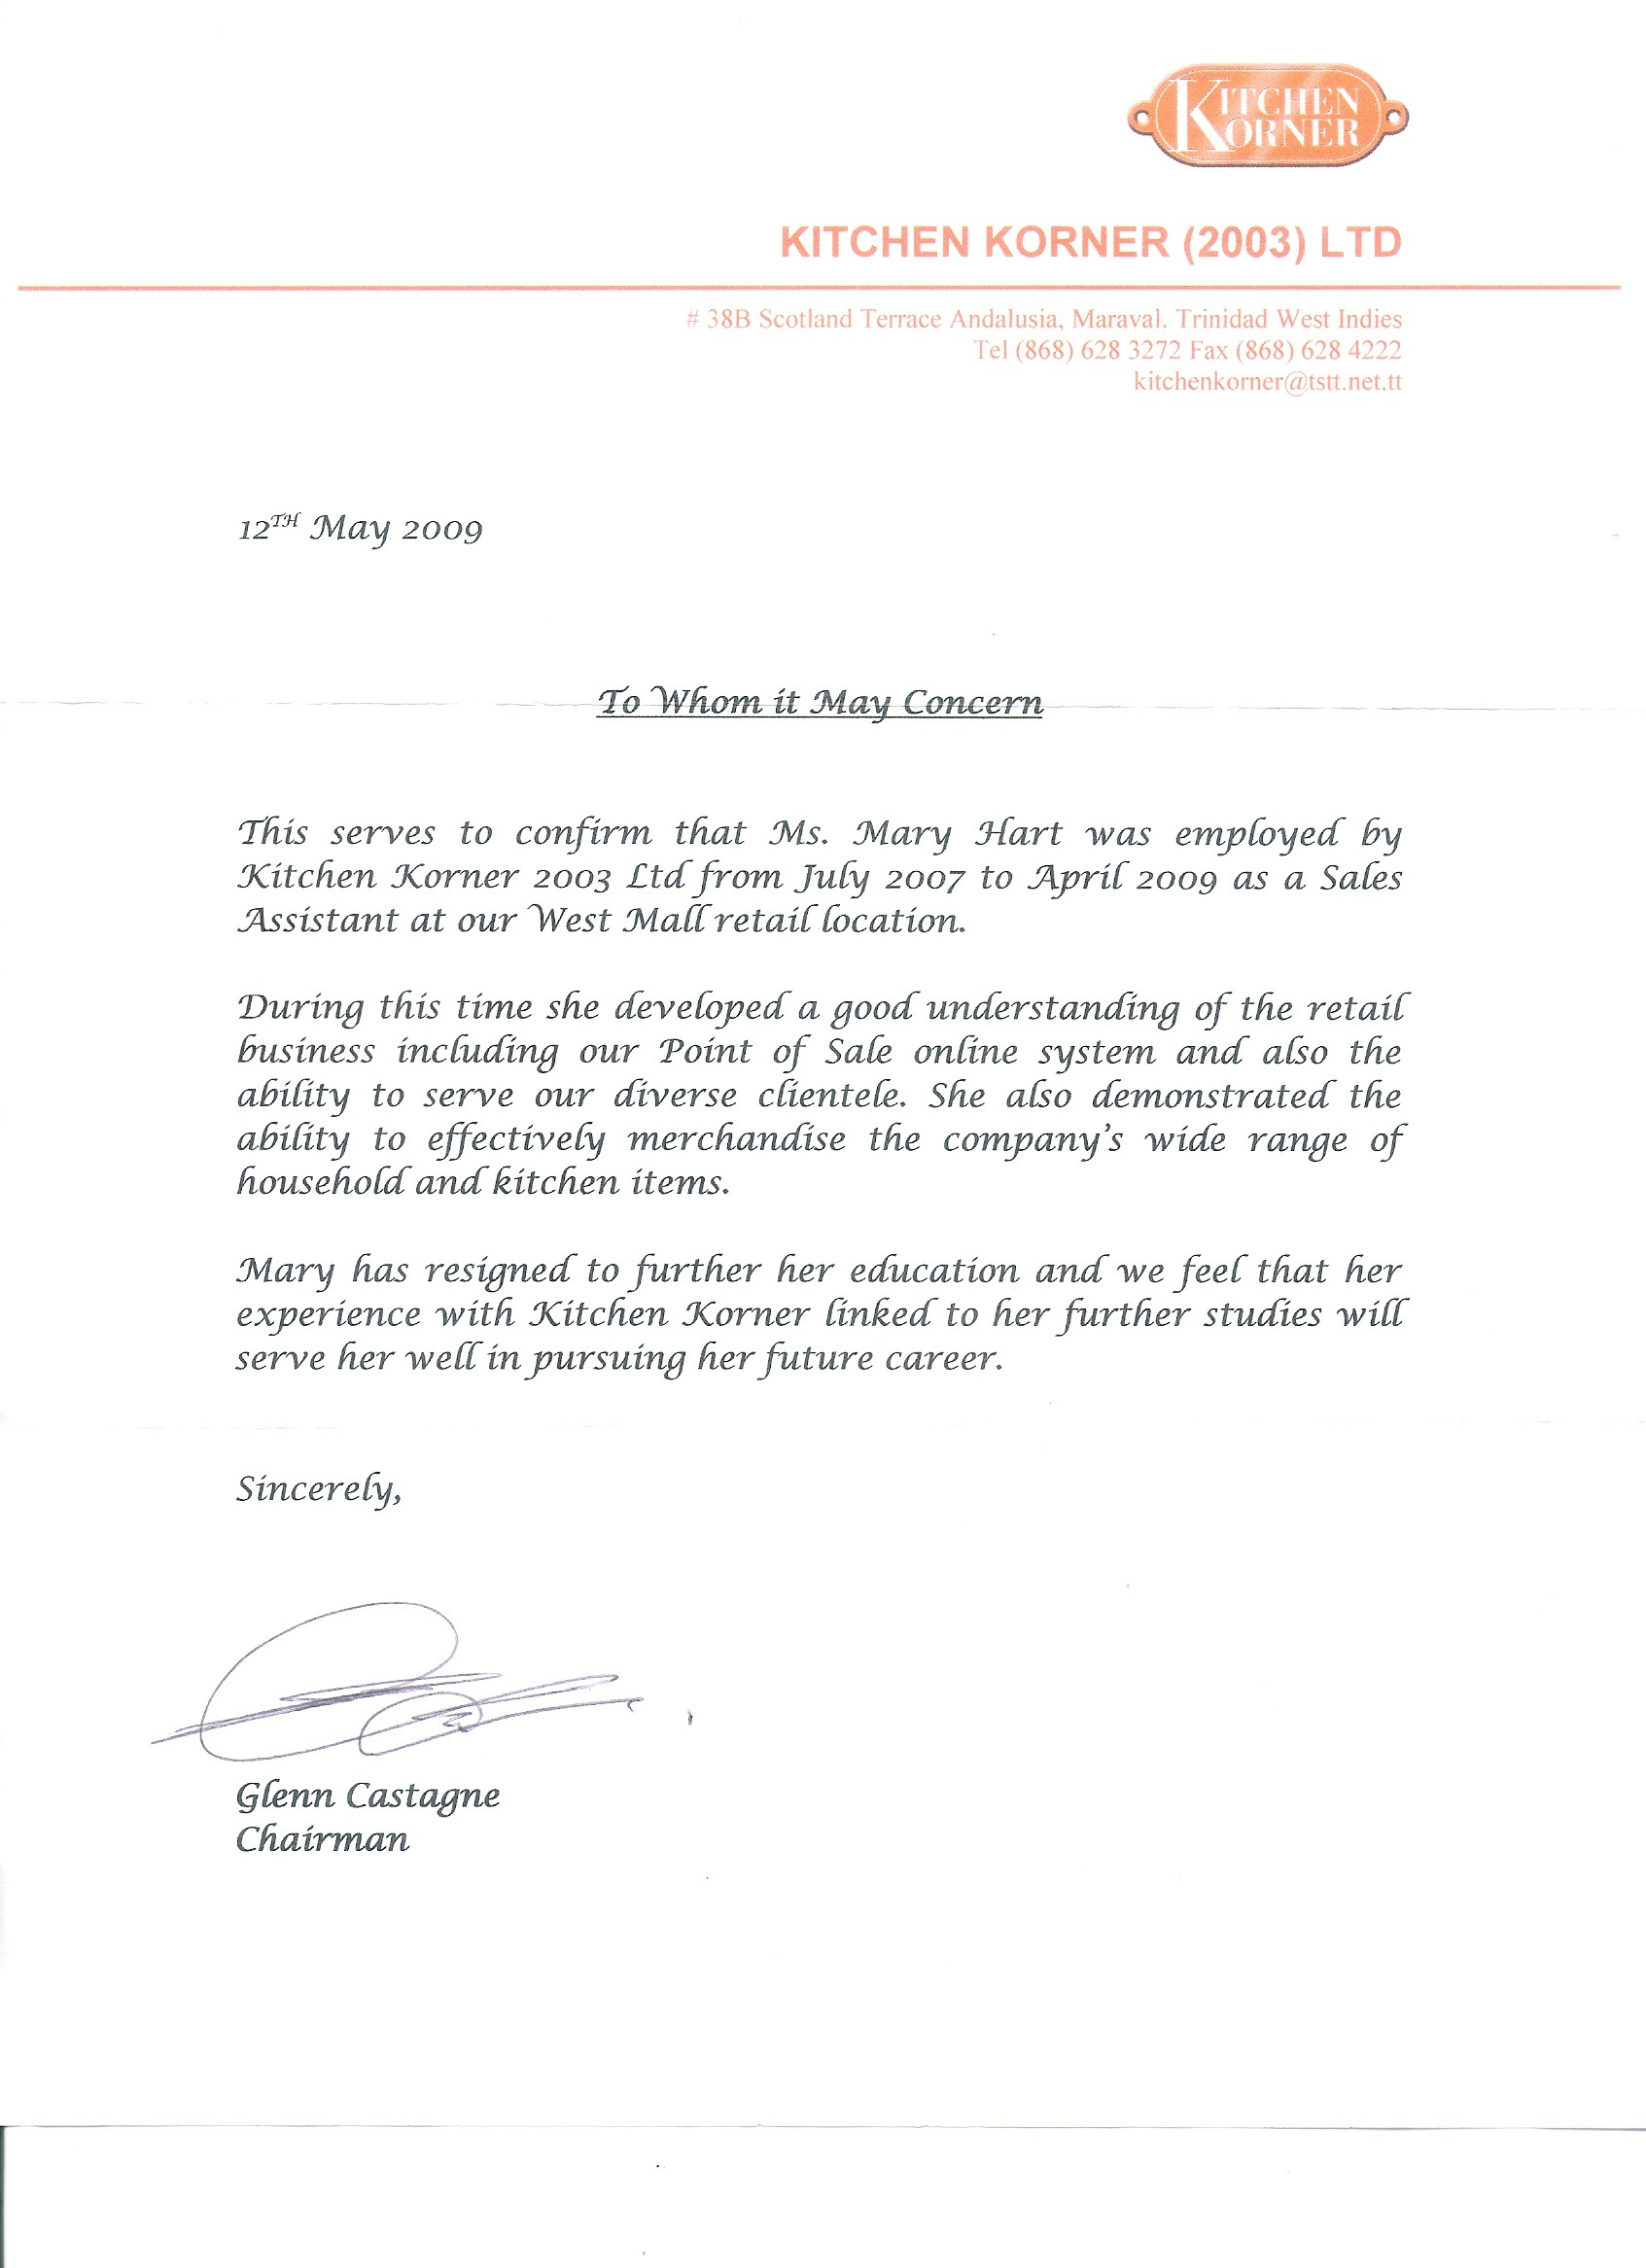 KITCHEN
KORNER
KITCHEN KORNER (2003) LTD
# 38B Scotland Terrace Andalusia, Maraval. Trinidad West Indies
Tel (868) 628 3272 Fax (868) 628 4222
kitchenkorner@tstt.net.tt
12TH May 2009
To Whom it May Concern
This serves to confirm that Ms. Mary Hart was employed by
Kitchen Korner 2003 Ltd from July 2007 to April 2009 as a Sales
Assistant at our West Mall retail location.
During this time she developed a good understanding of the retail
business including our Point of Sale online system and also the
ability to serve our diverse clientele. She also demonstrated the
ability to effectively merchandise the company's wide range of
household and kitchen items.
Mary has resigned to further her education and we feel that her
experience with Kitchen Korner linked to her further studies will
serve her well in pursuing her future career.
Sincerely,
Glenn Castagne
Chairman